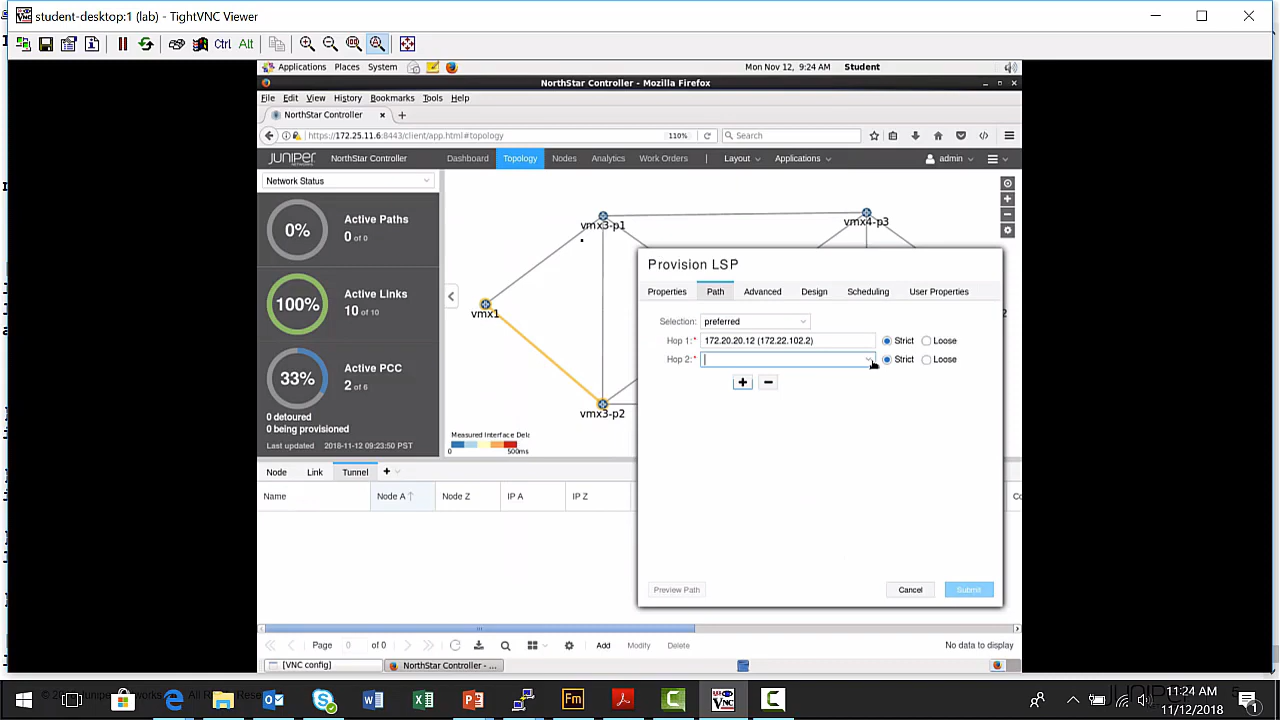 student-desktop:1 (lab) - TightVNC Viewer
Ctrl Alt
Applications Places System Mon Nov 12, 9:24 AM Student
NorthStar Controller - Mozilla Firefox
File Edit View History Bookmarks Tools Help
NorthStar Controller
https://172.25.11.6:8443/client/app.html#topology 110% Search
JUNIPER NorthStar Controller Dashboard Topology Nodes Analytics Work Orders Layout Applications admin
Network Status
0% Active Paths
0 of 0
100% Active Links
10 of 10
33% Active PCC
2 of 6
0 detoured
0 being provisioned
Last updated 2018-11-12 09:23:50 PST
vmx3-p1
vmx4-p3
vmx1
vmx3-p2
Measured Interface Dela
0 500ms
Provision LSP
Properties Path Advanced Design Scheduling User Properties
Selection: preferred
Hop 1:* 172.20.20.12 (172.22.102.2) Strict Loose
Hop 2:* Strict Loose
Preview Path Cancel Submit
Node Link Tunnel +
Name Node A Node Z IP A IP Z Co
Page 0 of 0 Add Modify Delete No data to display
[VNC config] NorthStar Controller - ...
11:24 AM
11/12/2018